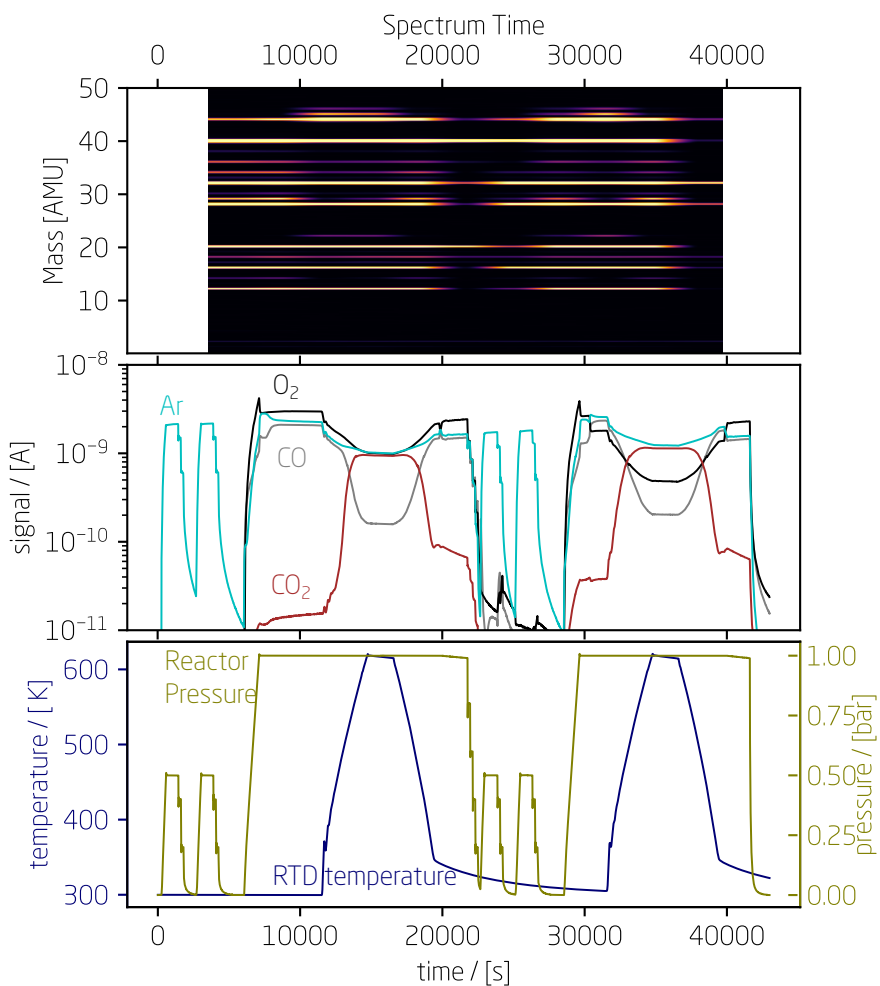 Spectrum Time
0 10000 20000 30000 40000
50
40
30
20
10
Mass [AMU]
10⁻⁸
10⁻⁹
10⁻¹⁰
10⁻¹¹
signal / [A]
Ar
O₂
CO
CO₂
600
500
400
300
temperature / [ K]
Reactor
Pressure
RTD temperature
1.00
0.75
0.50
0.25
0.00
pressure / [bar]
0 10000 20000 30000 40000
time / [s]